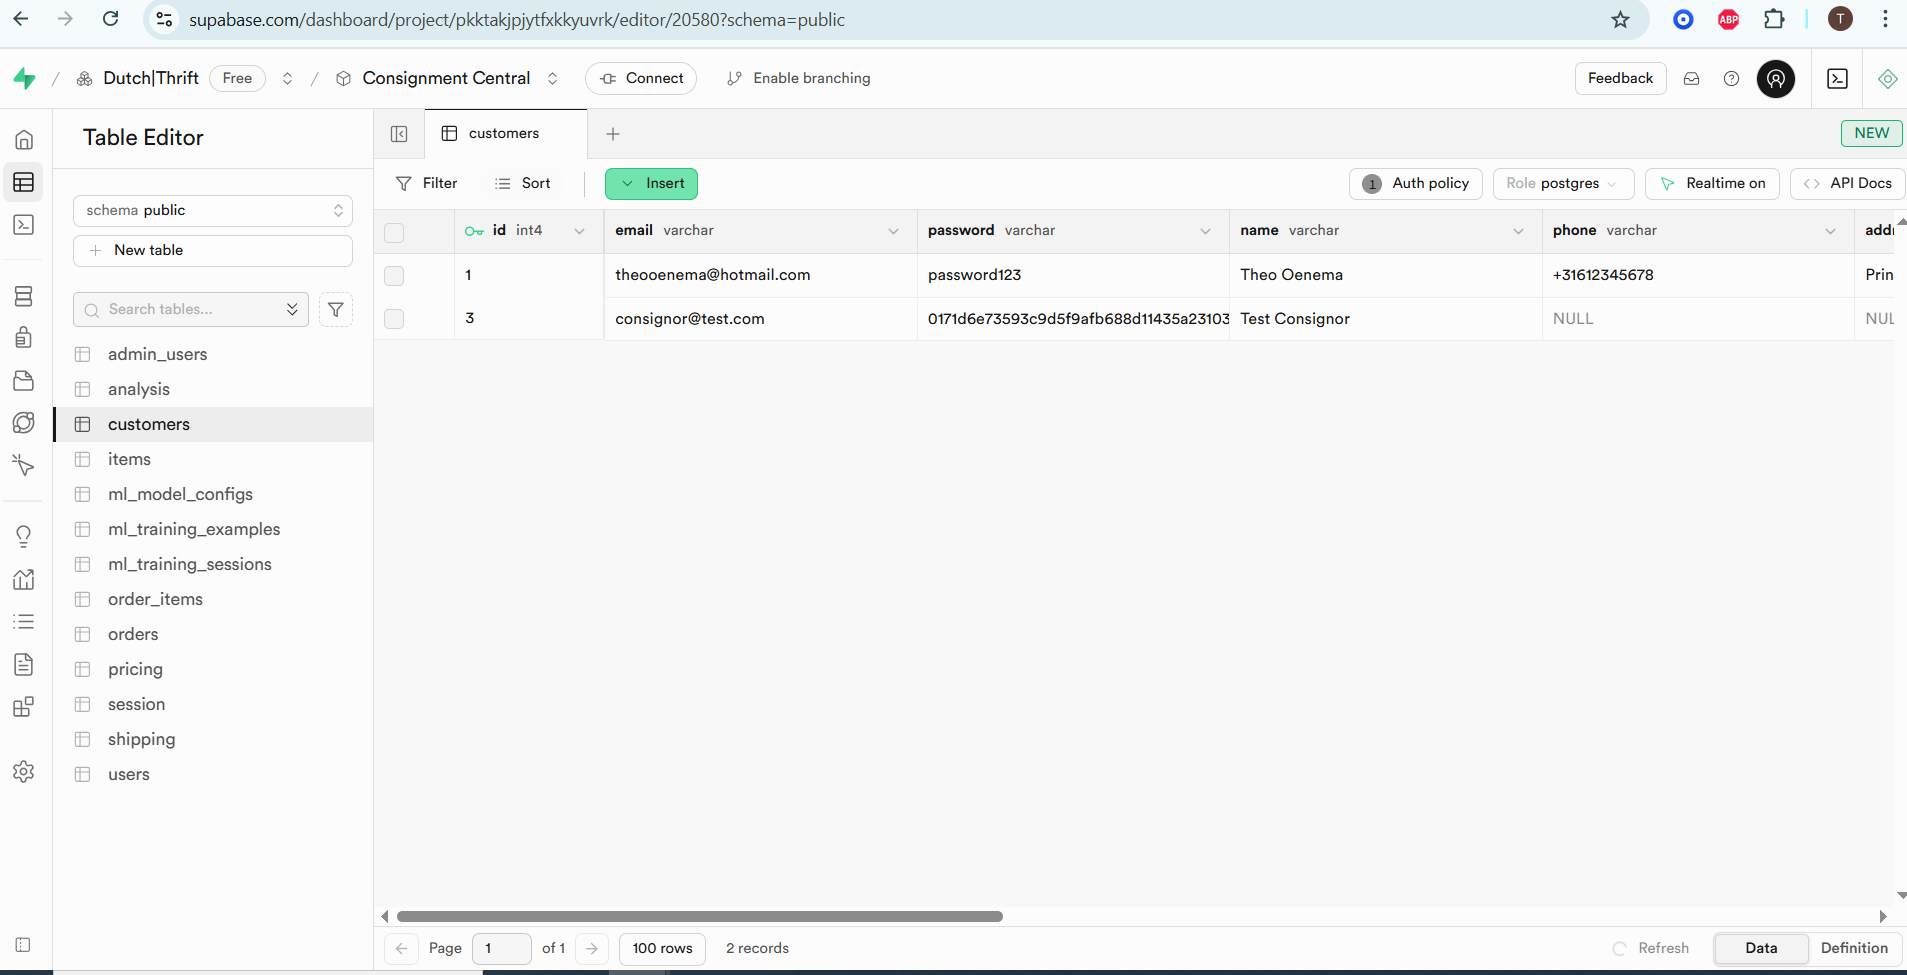 supabase.com/dashboard/project/pkktakjpjytfxkkyuvrk/editor/20580?schema=public
ABP
T
/ Dutch|Thrift Free / Consignment Central Connect Enable branching
Feedback
Table Editor
customers
NEW
Filter Sort Insert
1 Auth policy Role postgres Realtime on API Docs
schema public
New table
Search tables...
admin_users
analysis
customers
items
ml_model_configs
ml_training_examples
ml_training_sessions
order_items
orders
pricing
session
shipping
users
id int4 email varchar password varchar name varchar phone varchar addr
1 theooenema@hotmail.com password123 Theo Oenema +31612345678 Prin
3 consignor@test.com 0171d6e73593c9d5f9afb688d11435a23103 Test Consignor NULL NUL
Page 1 of 1 100 rows 2 records
Refresh Data Definition